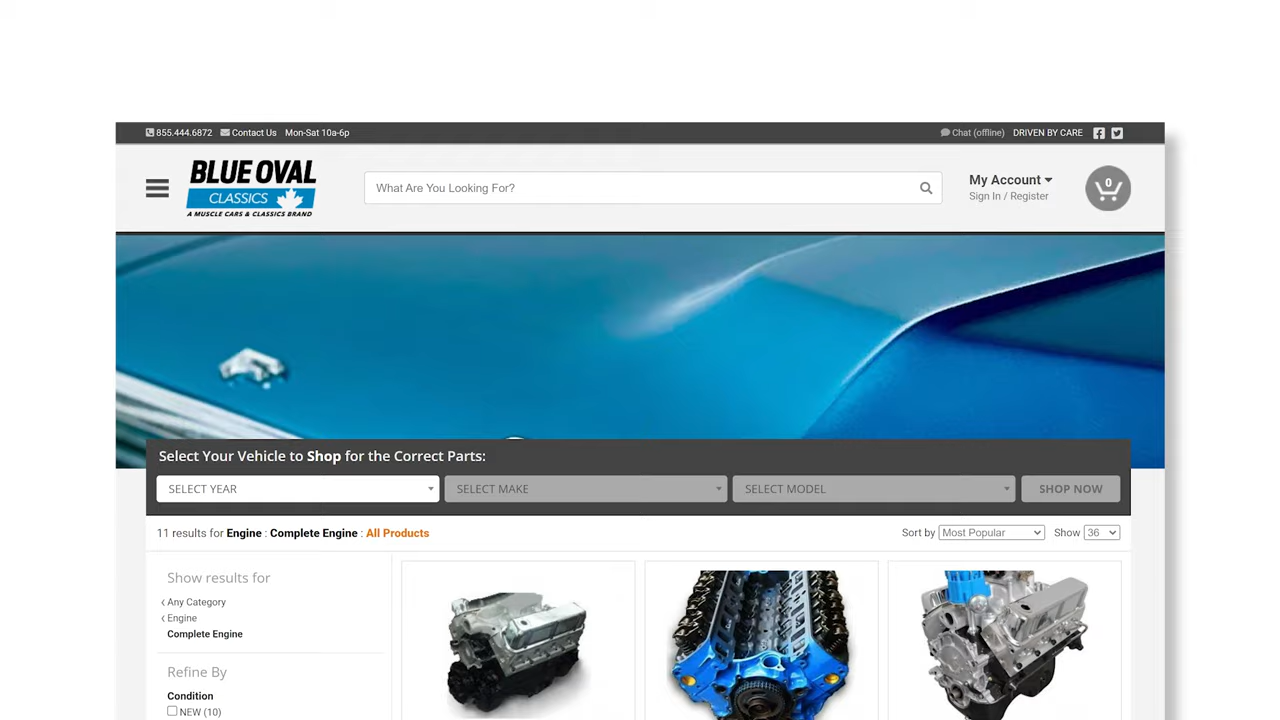 855.444.6872 Contact Us Mon-Sat 10a-6p Chat (offline) DRIVEN BY CARE
BLUE OVAL
CLASSICS
A MUSCLE CARS & CLASSICS BRAND
What Are You Looking For?
My Account
Sign In / Register
0
Select Your Vehicle to Shop for the Correct Parts:
SELECT YEAR SELECT MAKE SELECT MODEL SHOP NOW
11 results for Engine : Complete Engine : All Products Sort by Most Popular Show 36
Show results for
‹ Any Category
‹ Engine
Complete Engine
Refine By
Condition
NEW (10)